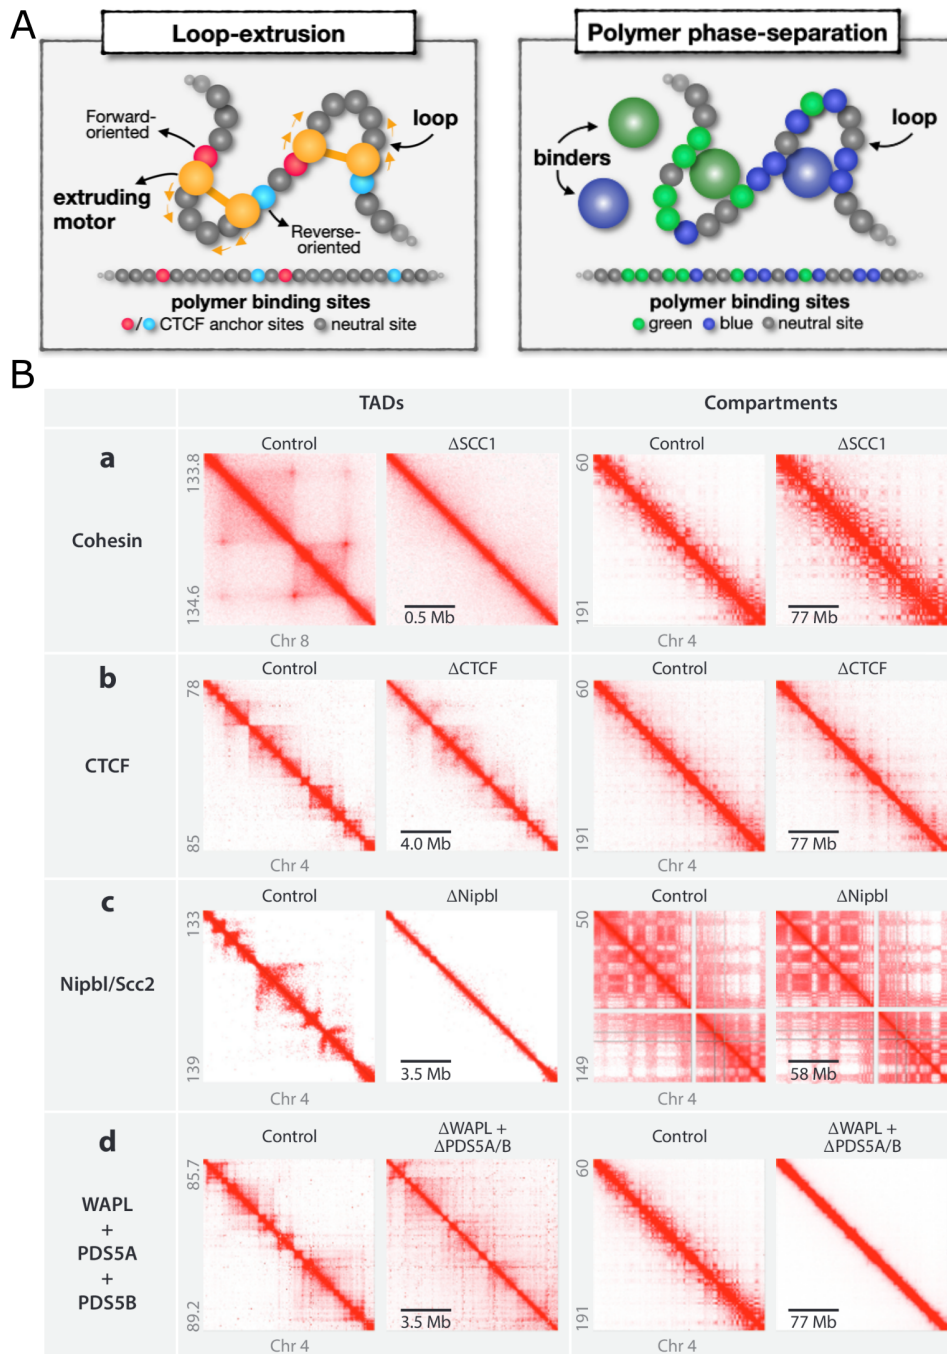 A
Loop-extrusion
Forward-
oriented
loop
extruding
motor
Reverse-
oriented
polymer binding sites
/ CTCF anchor sites neutral site
Polymer phase-separation
binders
loop
polymer binding sites
green blue neutral site
B
TADs Compartments
a
Cohesin
Control ΔSCC1 Control ΔSCC1
133.8
134.6
0.5 Mb
Chr 8
60
191
77 Mb
Chr 4
b
CTCF
Control ΔCTCF Control ΔCTCF
78
85
4.0 Mb
Chr 4
60
191
77 Mb
Chr 4
c
Nipbl/Scc2
Control ΔNipbl Control ΔNipbl
133
139
3.5 Mb
Chr 4
50
149
58 Mb
Chr 4
d
WAPL
+
PDS5A
+
PDS5B
Control
ΔWAPL +
ΔPDS5A/B
Control
ΔWAPL +
ΔPDS5A/B
85.7
89.2
3.5 Mb
Chr 4
60
191
77 Mb
Chr 4